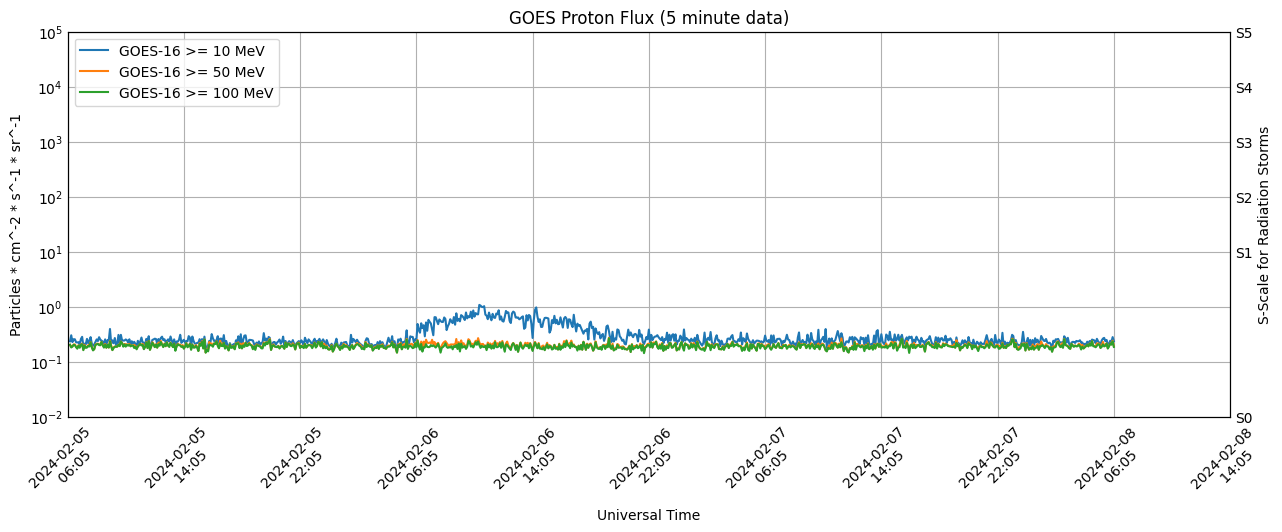 GOES Proton Flux (5 minute data)
GOES-16 >= 10 MeV
GOES-16 >= 50 MeV
GOES-16 >= 100 MeV
10^5
10^4
10^3
10^2
10^1
10^0
10^-1
10^-2
Particles * cm^-2 * s^-1 * sr^-1
S5
S4
S3
S2
S1
S0
S-Scale for Radiation Storms
2024-02-05
06:05
2024-02-05
14:05
2024-02-05
22:05
2024-02-06
06:05
2024-02-06
14:05
2024-02-06
22:05
2024-02-07
06:05
2024-02-07
14:05
2024-02-07
22:05
2024-02-08
06:05
2024-02-08
14:05
Universal Time